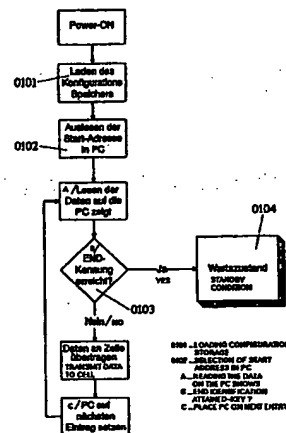 Power-ON
0101
Laden des
Konfigurations
Speichers
0102
Auslesen der
Start-Adresse
in PC
A /Lesen der
Daten auf die
PC zeigt
B/
END-
Kennung
erreicht?
0103
Ja
YES
0104
Wartezustand
STANDBY
CONDITION
Nein/NO
Daten an Zelle
übertragen
TRANSMIT DATA
TO CELL
C/PC auf
nächsten
Eintrag setzen
0101 ...LOADING CONFIGURATION
STORAGE
0102 ...SELECTION OF START
ADDRESS IN PC
A ...READING THE DATA
ON THE PC SHOWS
B ...END IDENTIFICATION
ATTAINED-KEY ?
C ...PLACE PC ON NEXT ENTRY